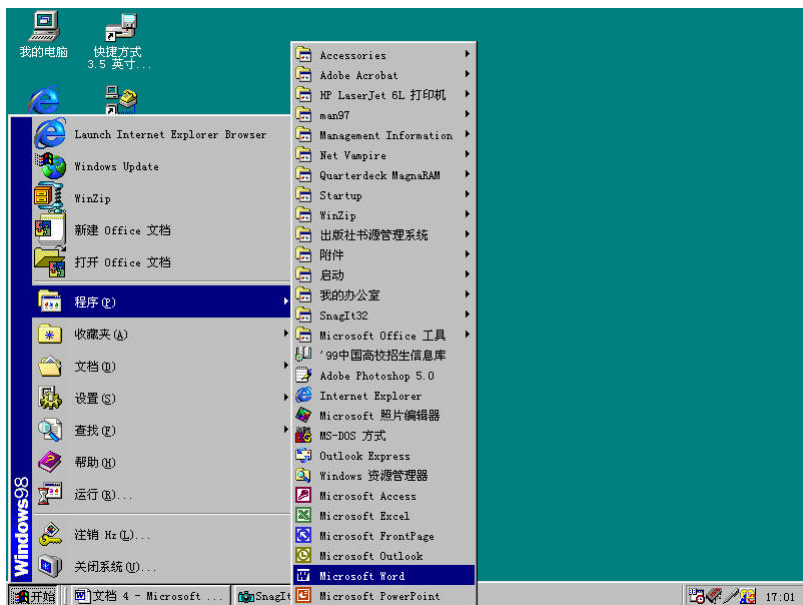 我的电脑
快捷方式
3.5 英寸...
Launch Internet Explorer Browser
Windows Update
WinZip
新建 Office 文档
打开 Office 文档
程序(P)
收藏夹(A)
文档(D)
设置(S)
查找(F)
帮助(H)
运行(R)...
注销 Hz(L)...
关闭系统(U)...
Windows98
Accessories
Adobe Acrobat
HP LaserJet 6L 打印机
man97
Management Information
Net Vampire
Quarterdeck MagnaRAM
Startup
WinZip
出版社书源管理系统
附件
启动
我的办公室
SnagIt32
Microsoft Office 工具
'99中国高校招生信息库
Adobe Photoshop 5.0
Internet Explorer
Microsoft 照片编辑器
MS-DOS 方式
Outlook Express
Windows 资源管理器
Microsoft Access
Microsoft Excel
Microsoft FrontPage
Microsoft Outlook
Microsoft Word
Microsoft PowerPoint
开始
文档 4 - Microsoft ...
SnagIt
17:01